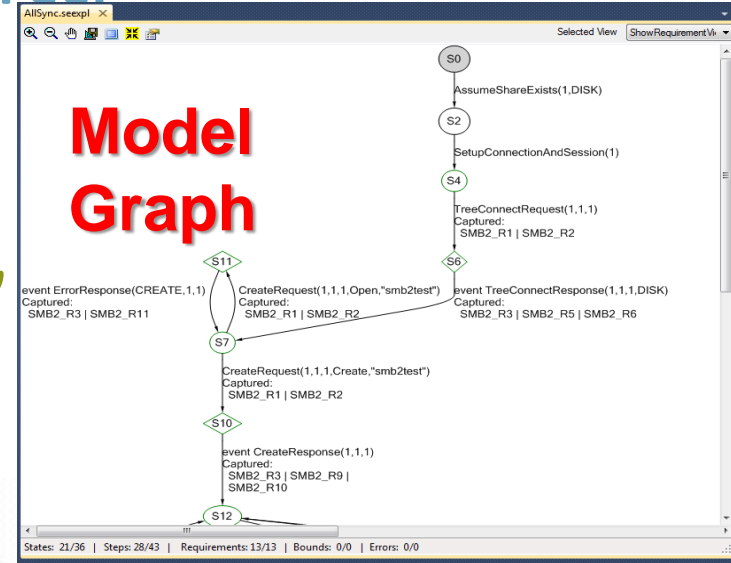 AllSync.seexpl
Selected View
S0
AssumeShareExists(1,DISK)
S2
SetupConnectionAndSession(1)
S4
TreeConnectRequest(1,1,1)
Captured:
SMB2_R1 | SMB2_R2
Model
Graph
S11
S6
event ErrorResponse(CREATE,1,1)
Captured:
SMB2_R3 | SMB2_R11
CreateRequest(1,1,1,Open,"smb2test")
Captured:
SMB2_R1 | SMB2_R2
event TreeConnectResponse(1,1,1,DISK)
Captured:
SMB2_R3 | SMB2_R5 | SMB2_R6
S7
CreateRequest(1,1,1,Create,"smb2test")
Captured:
SMB2_R1 | SMB2_R2
S10
event CreateResponse(1,1,1)
Captured:
SMB2_R3 | SMB2_R9 |
SMB2_R10
S12
States: 21/36 | Steps: 28/43 | Requirements: 13/13 | Bounds: 0/0 | Errors: 0/0